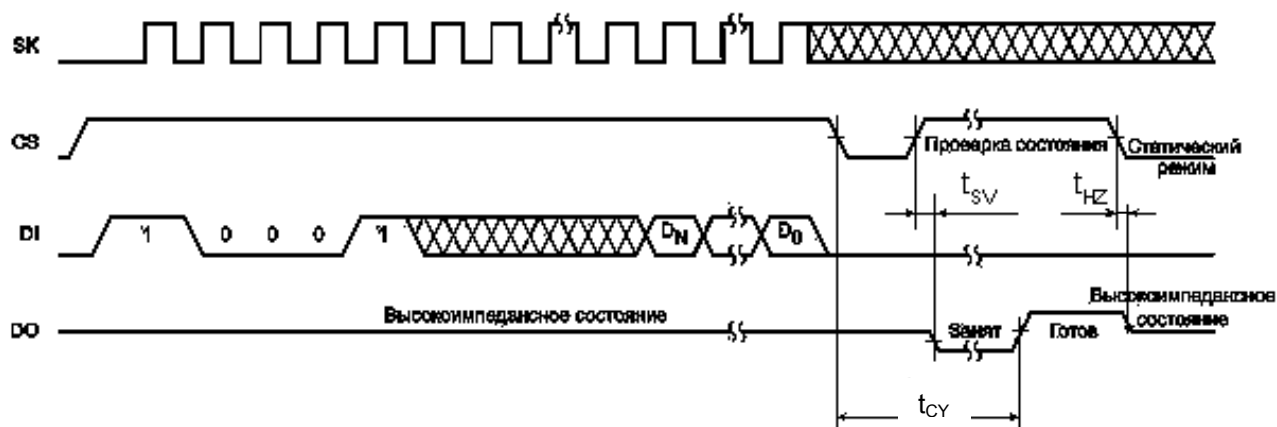 SK
CS
Проверка состояния
Статический
режим
tSV
tHZ
DI
1 0 0 0 1 DN D0
DO
Высокоимпедансное состояние
Занят
Готов
Высокоимпедансное
состояние
tCY